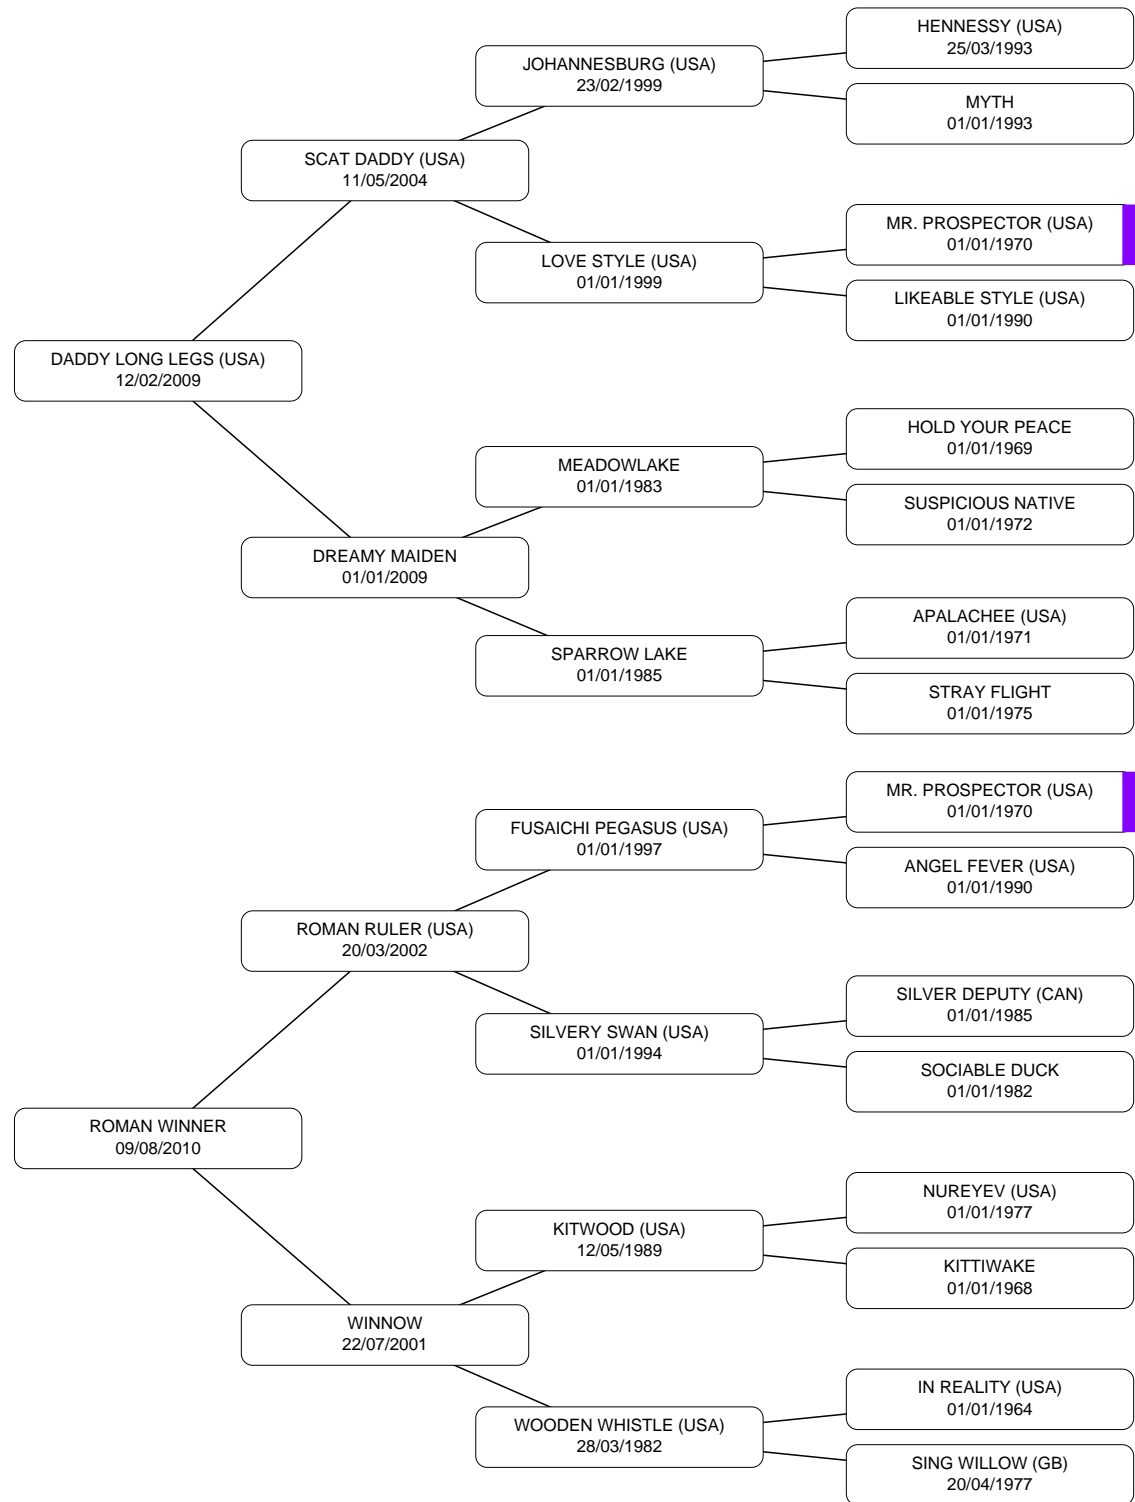 HENNESSY (USA)
25/03/1993
JOHANNESBURG (USA)
23/02/1999
MYTH
01/01/1993
SCAT DADDY (USA)
11/05/2004
MR. PROSPECTOR (USA)
01/01/1970
LOVE STYLE (USA)
01/01/1999
LIKEABLE STYLE (USA)
01/01/1990
DADDY LONG LEGS (USA)
12/02/2009
HOLD YOUR PEACE
01/01/1969
MEADOWLAKE
01/01/1983
SUSPICIOUS NATIVE
01/01/1972
DREAMY MAIDEN
01/01/2009
APALACHEE (USA)
01/01/1971
SPARROW LAKE
01/01/1985
STRAY FLIGHT
01/01/1975
MR. PROSPECTOR (USA)
01/01/1970
FUSAICHI PEGASUS (USA)
01/01/1997
ANGEL FEVER (USA)
01/01/1990
ROMAN RULER (USA)
20/03/2002
SILVER DEPUTY (CAN)
01/01/1985
SILVERY SWAN (USA)
01/01/1994
SOCIABLE DUCK
01/01/1982
ROMAN WINNER
09/08/2010
NUREYEV (USA)
01/01/1977
KITWOOD (USA)
12/05/1989
KITTIWAKE
01/01/1968
WINNOW
22/07/2001
IN REALITY (USA)
01/01/1964
WOODEN WHISTLE (USA)
28/03/1982
SING WILLOW (GB)
20/04/1977